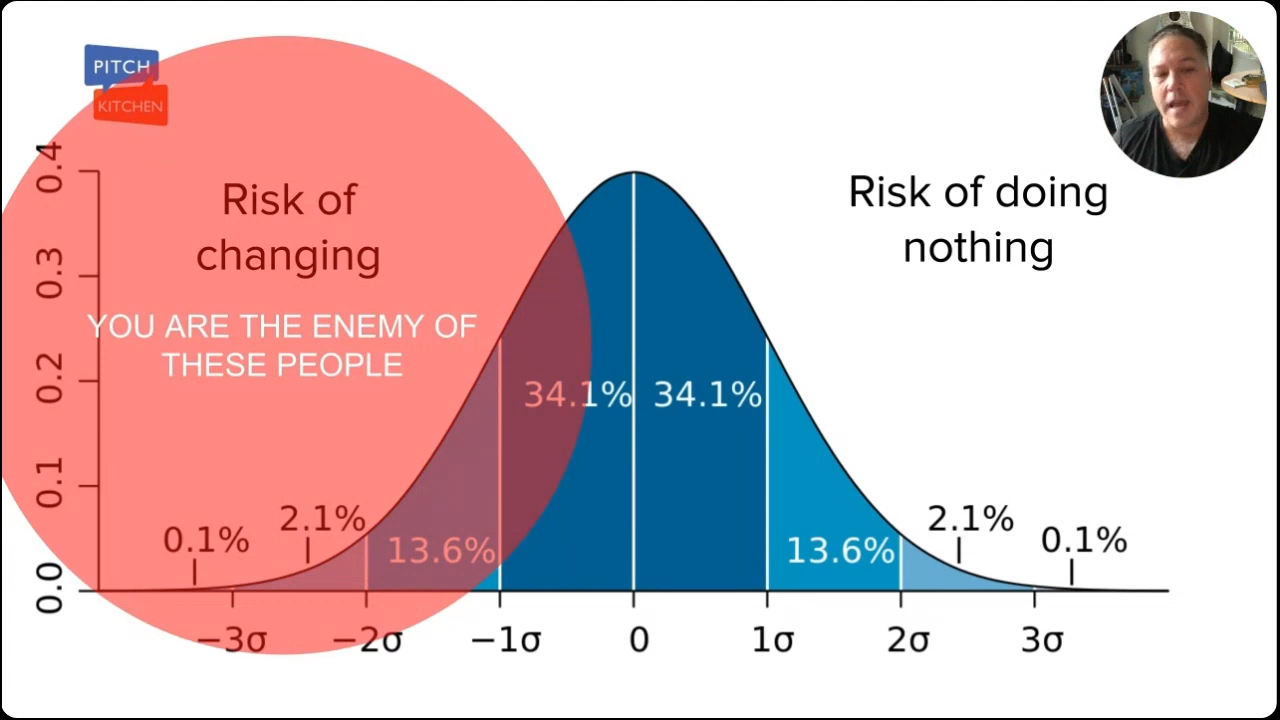 PITCH
KITCHEN
Risk of
changing
Risk of doing
nothing
YOU ARE THE ENEMY OF
THESE PEOPLE
0.4
0.3
0.2
0.1
0.0
34.1% 34.1%
0.1% 2.1% 13.6% 13.6% 2.1% 0.1%
−3σ −2σ −1σ 0 1σ 2σ 3σ